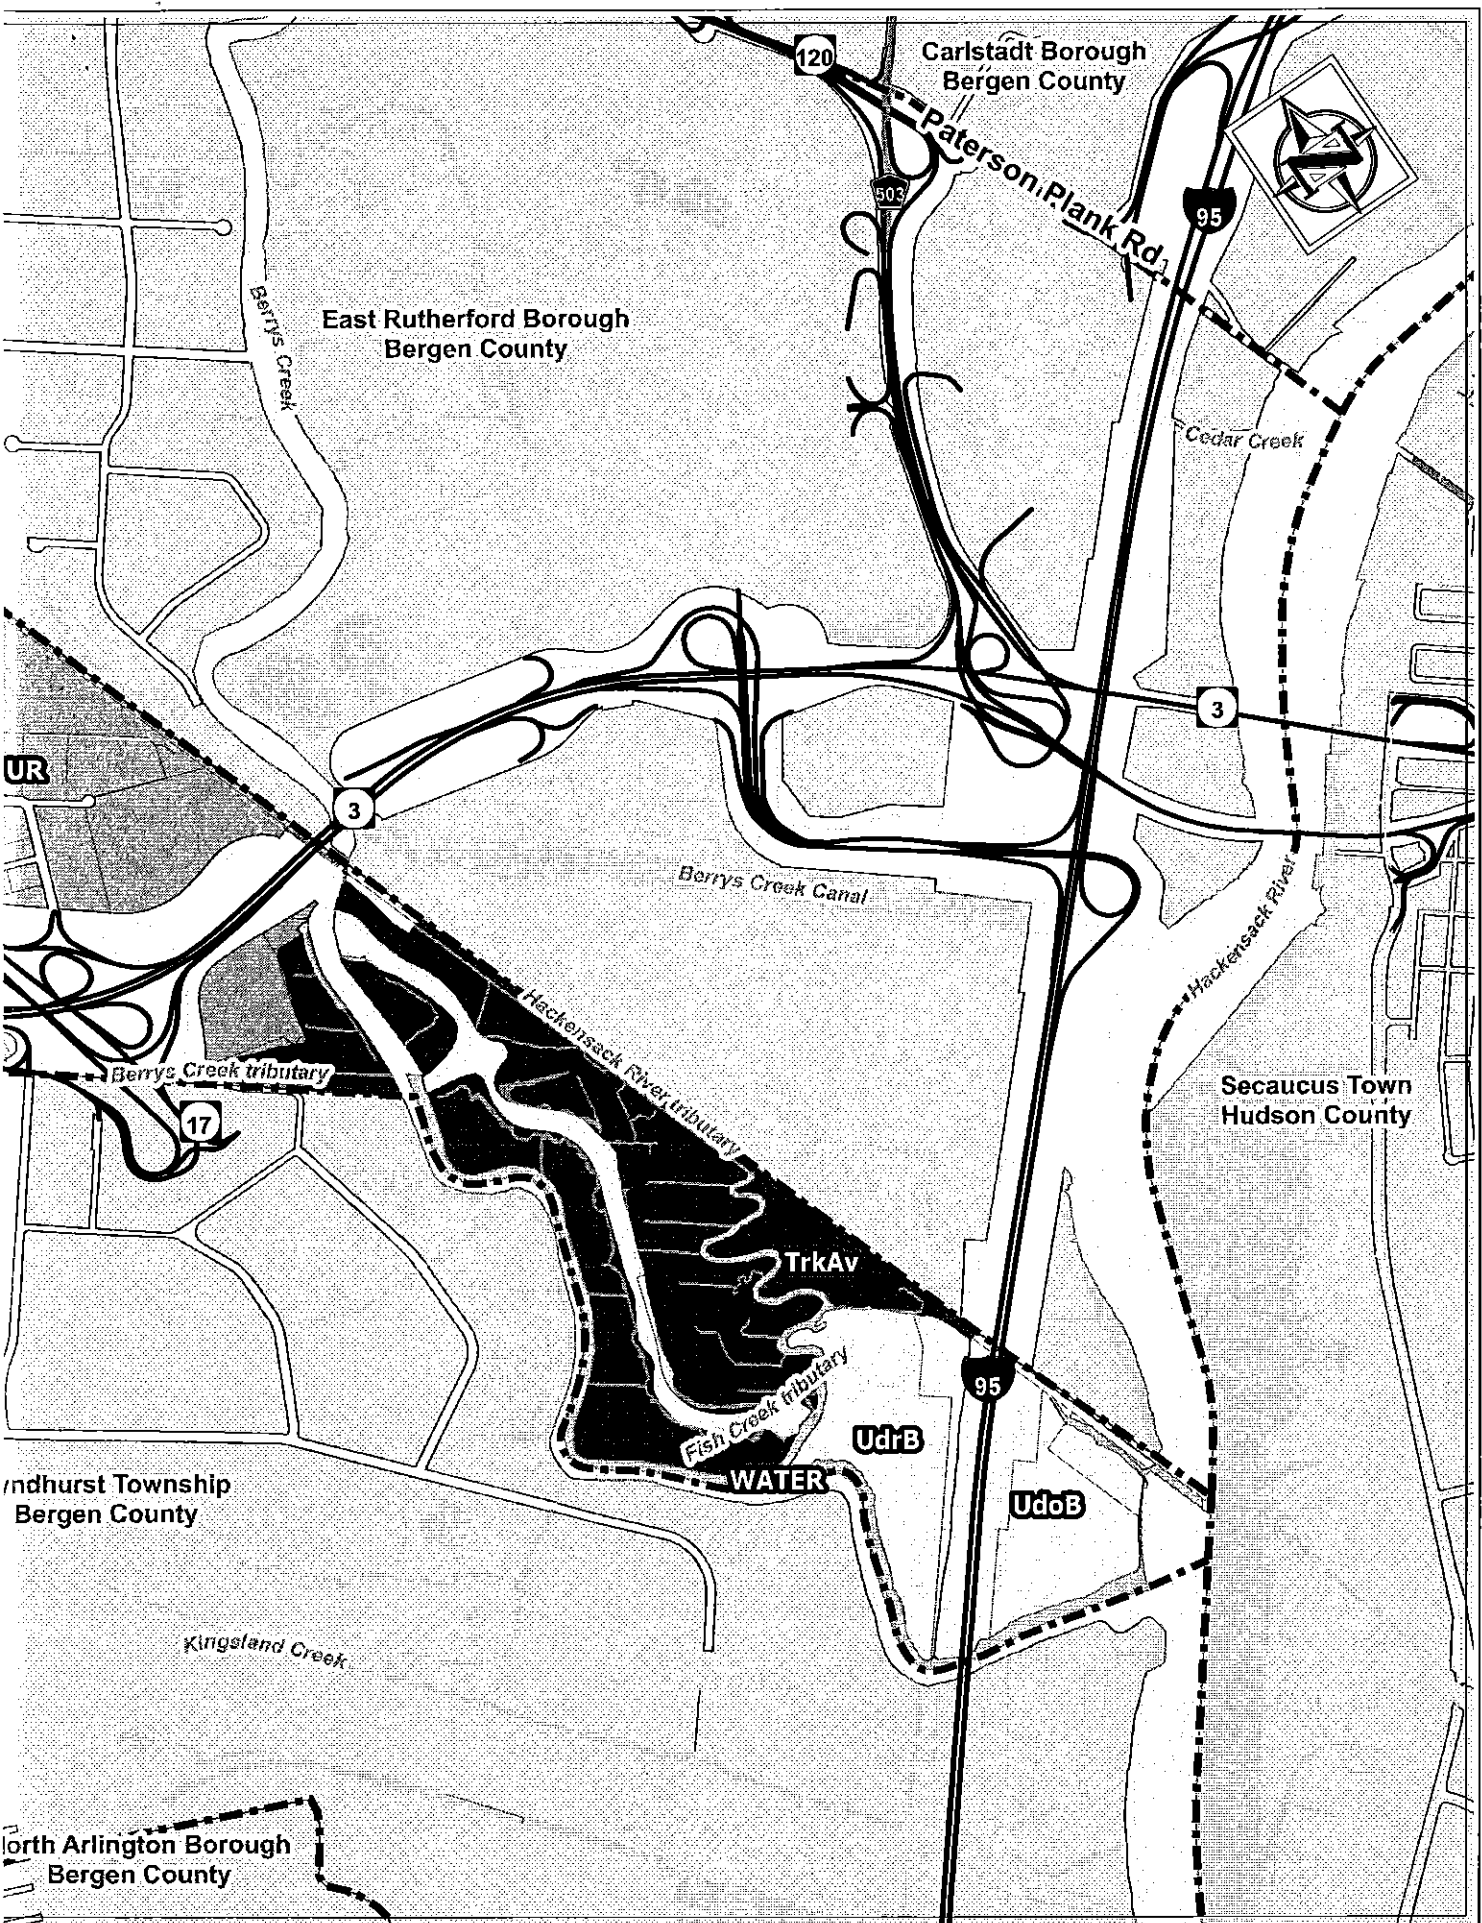 120
Carlstadt Borough
Bergen County
Paterson Plank Rd
503
95
N
Berrys Creek
East Rutherford Borough
Bergen County
Cedar Creek
3
UR
3
Berrys Creek Canal
Hackensack River
Hackensack River tributary
Berrys Creek tributary
17
Secaucus Town
Hudson County
TrkAv
95
Fish Creek tributary
UdrB
WATER
UdoB
yndhurst Township
Bergen County
Kingsland Creek
orth Arlington Borough
Bergen County